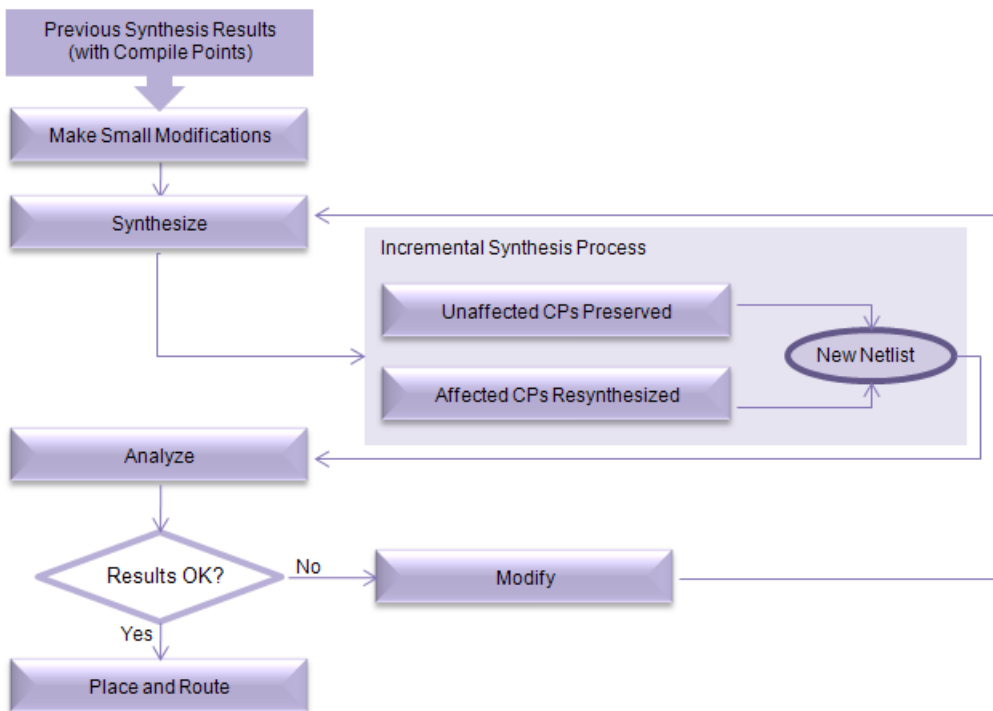 Previous Synthesis Results
(with Compile Points)
Make Small Modifications
Synthesize
Incremental Synthesis Process
Unaffected CPs Preserved
New Netlist
Affected CPs Resynthesized
Analyze
Results OK?
No
Modify
Yes
Place and Route